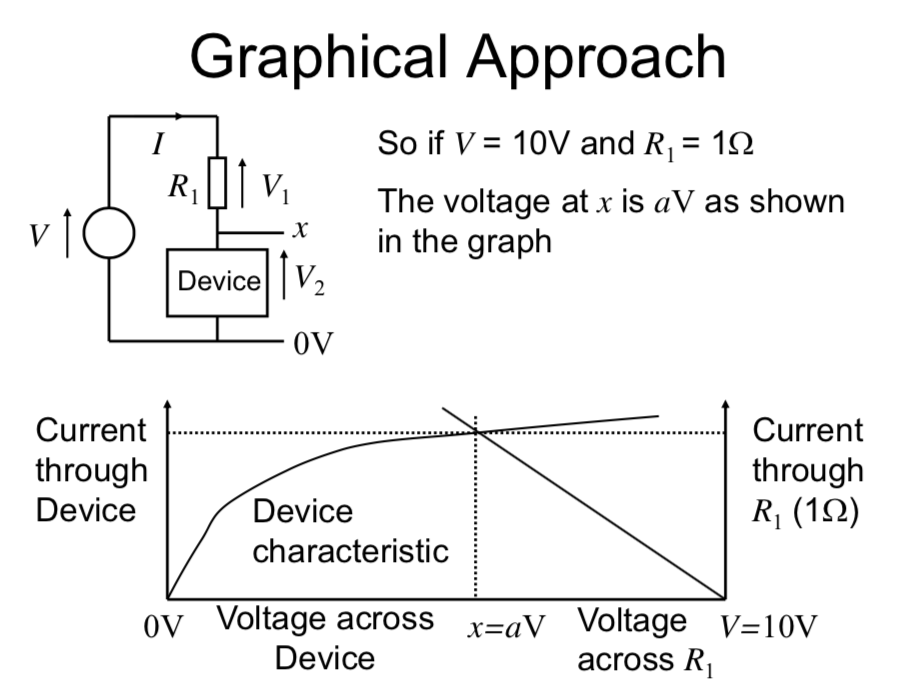 Graphical Approach
I
R₁
V₁
V
x
Device
V₂
0V
So if V = 10V and R₁ = 1Ω
The voltage at x is aV as shown
in the graph
Current
through
Device
Device
characteristic
Current
through
R₁ (1Ω)
0V
Voltage across
Device
x=aV
Voltage
across R₁
V=10V